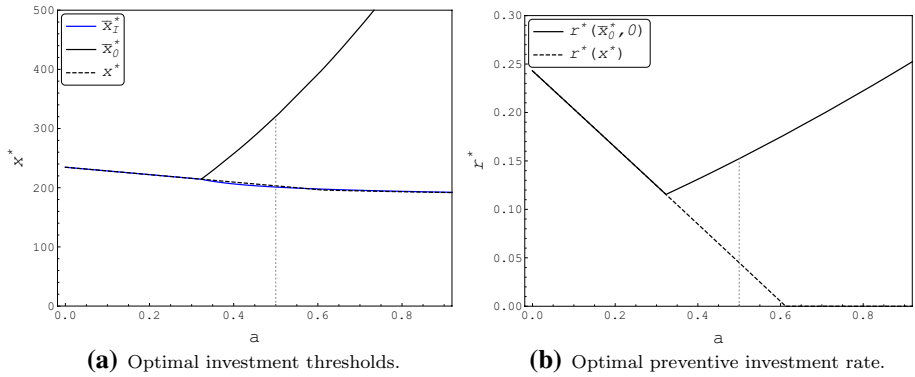 500
400
300
200
100
0
x*
x̄*_I
x̄*_0
x*
0.0 0.2 0.4 0.6 0.8
a
(a) Optimal investment thresholds.
0.30
0.25
0.20
0.15
0.10
0.05
0.00
r*
r*(x̄*_0,0)
r*(x*)
0.0 0.2 0.4 0.6 0.8
a
(b) Optimal preventive investment rate.